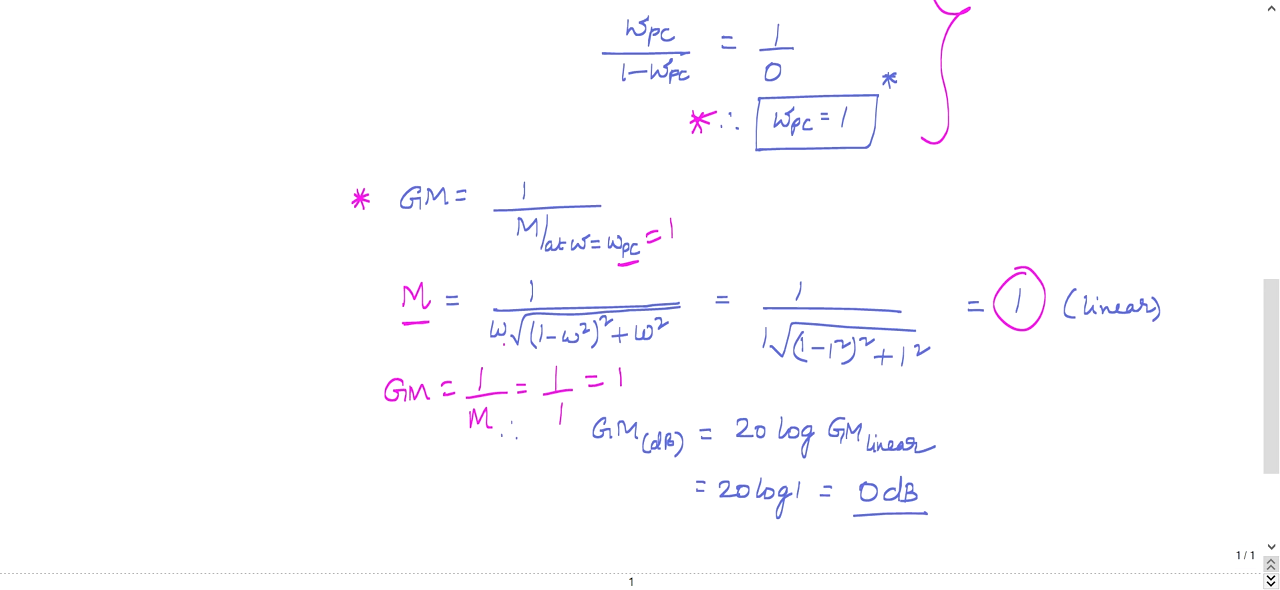 ωpc / (1-ωpc) = 1/0
* ∴ ωpc = 1 *
* GM = 1 / M|at ω = ωpc = 1
M = 1 / (ω√((1-ω²)²+ω²)) = 1 / (1√((1-1²)²+1²)) = 1 (linear)
GM = 1/M = 1/1 = 1
∴ GM(dB) = 20 log GM linear
= 20 log 1 = 0 dB
1 / 1
1